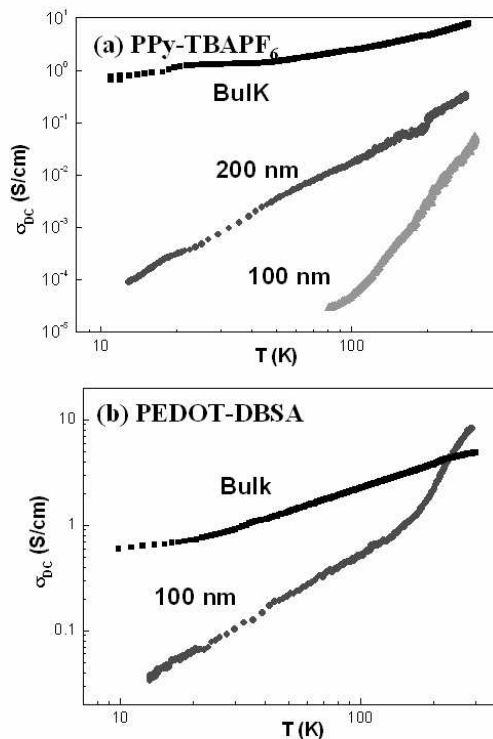 (a) PPy-TBAPF₆
10¹
10⁰
10⁻¹
10⁻²
10⁻³
10⁻⁴
10⁻⁵
σDC (S/cm)
BulK
200 nm
100 nm
10
100
T (K)
(b) PEDOT-DBSA
10
1
0.1
σDC (S/cm)
Bulk
100 nm
10
100
T (K)